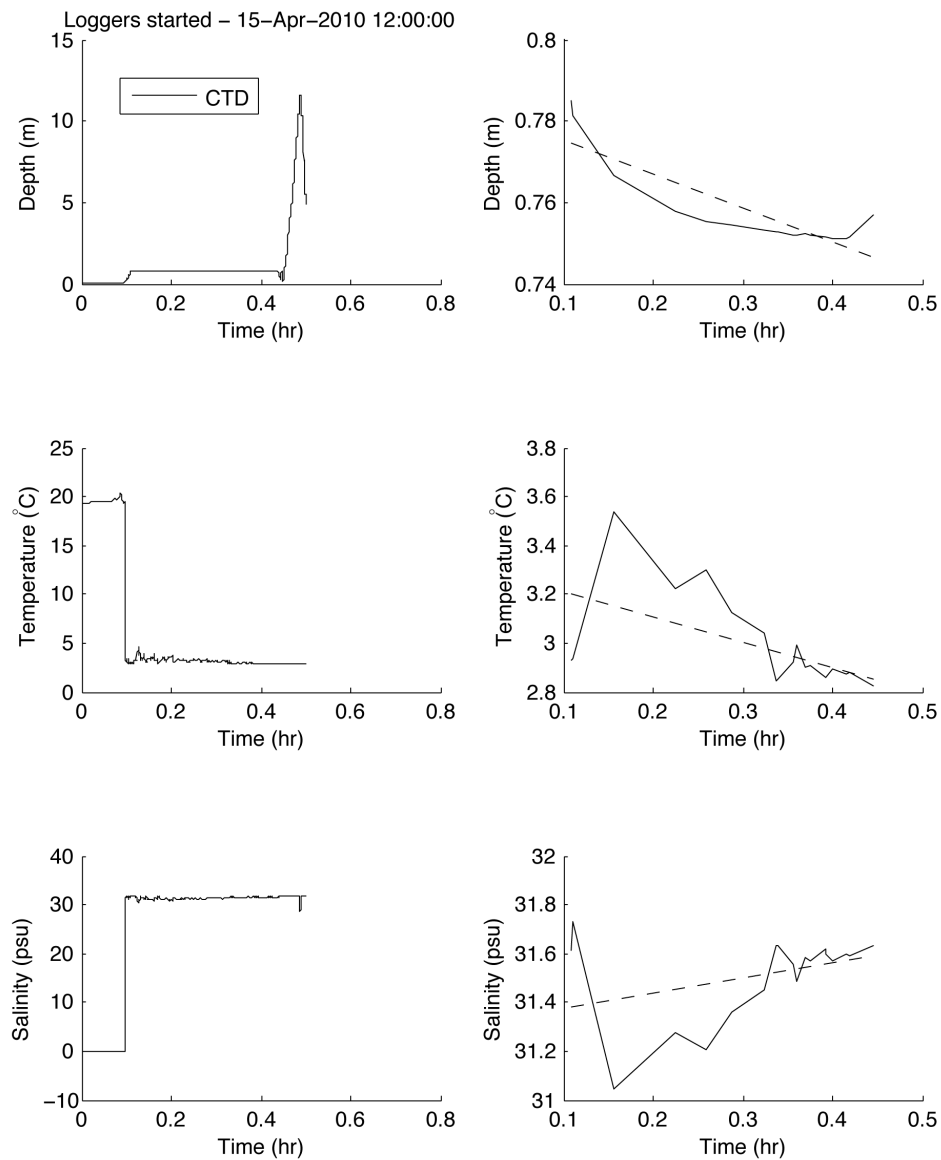 Loggers started − 15−Apr−2010 12:00:00
15
10
5
0
Depth (m)
CTD
0 0.2 0.4 0.6 0.8
Time (hr)
0.8
0.78
0.76
0.74
Depth (m)
0.1 0.2 0.3 0.4 0.5
Time (hr)
25
20
15
10
5
0
Temperature (°C)
0 0.2 0.4 0.6 0.8
Time (hr)
3.8
3.6
3.4
3.2
3
2.8
Temperature (°C)
0.1 0.2 0.3 0.4 0.5
Time (hr)
40
30
20
10
0
−10
Salinity (psu)
0 0.2 0.4 0.6 0.8
Time (hr)
32
31.8
31.6
31.4
31.2
31
Salinity (psu)
0.1 0.2 0.3 0.4 0.5
Time (hr)